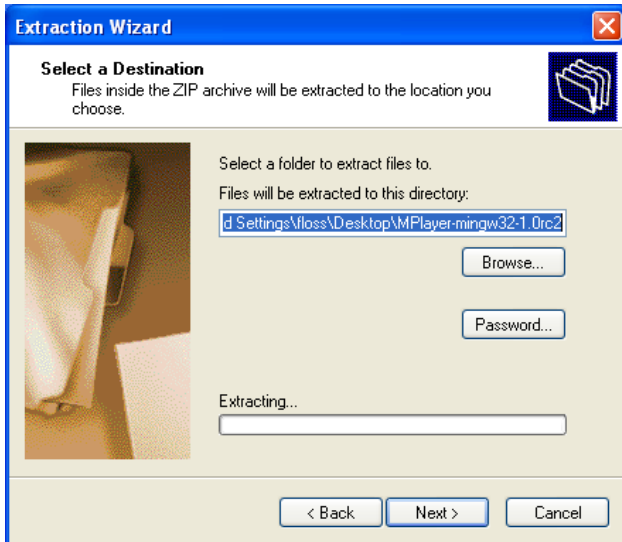 Extraction Wizard
Select a Destination
Files inside the ZIP archive will be extracted to the location you
choose.
Select a folder to extract files to.
Files will be extracted to this directory:
d Settings\floss\Desktop\MPlayer-mingw32-1.0rc2
Browse...
Password...
Extracting...
< Back
Next >
Cancel